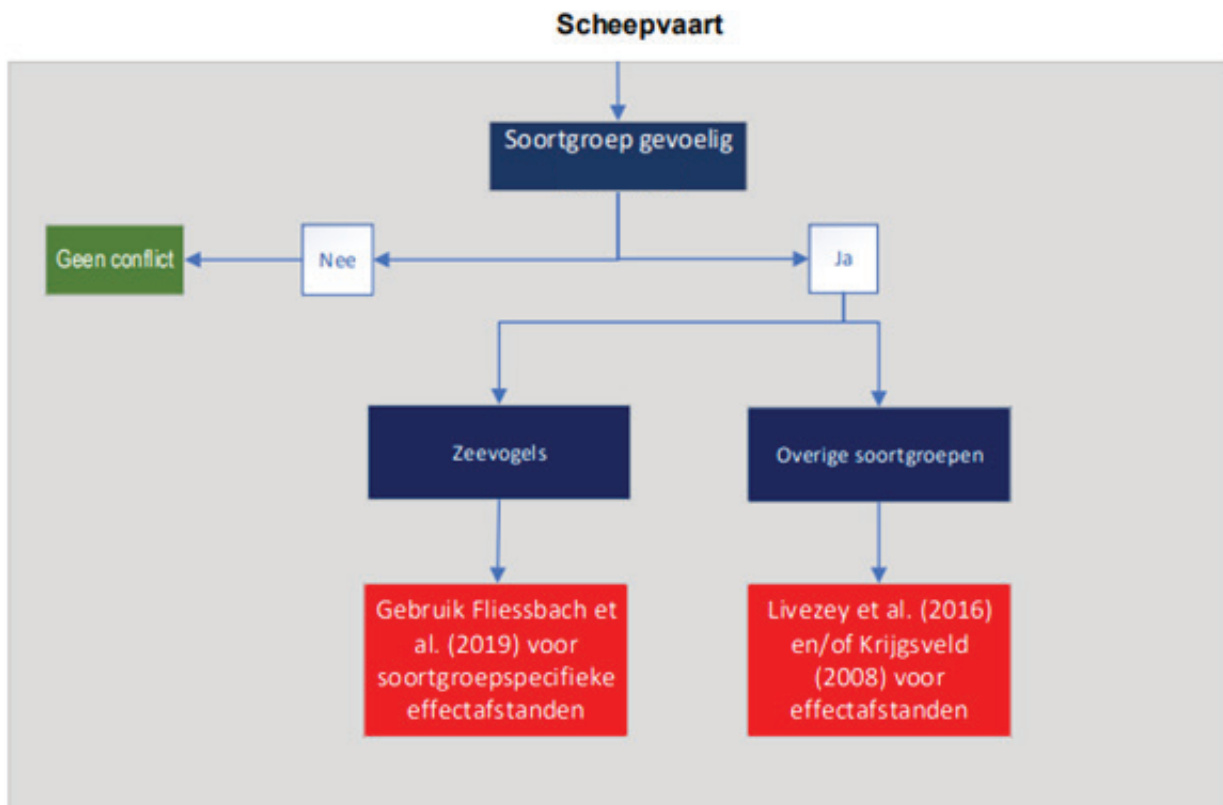 Scheepvaart
Soortgroep gevoelig
Geen conflict
Nee
Ja
Zeevogels
Overige soortgroepen
Gebruik Fliessbach et
al. (2019) voor
soortgroepspecifieke
effectafstanden
Livezey et al. (2016)
en/of Krijgsveld
(2008) voor
effectafstanden